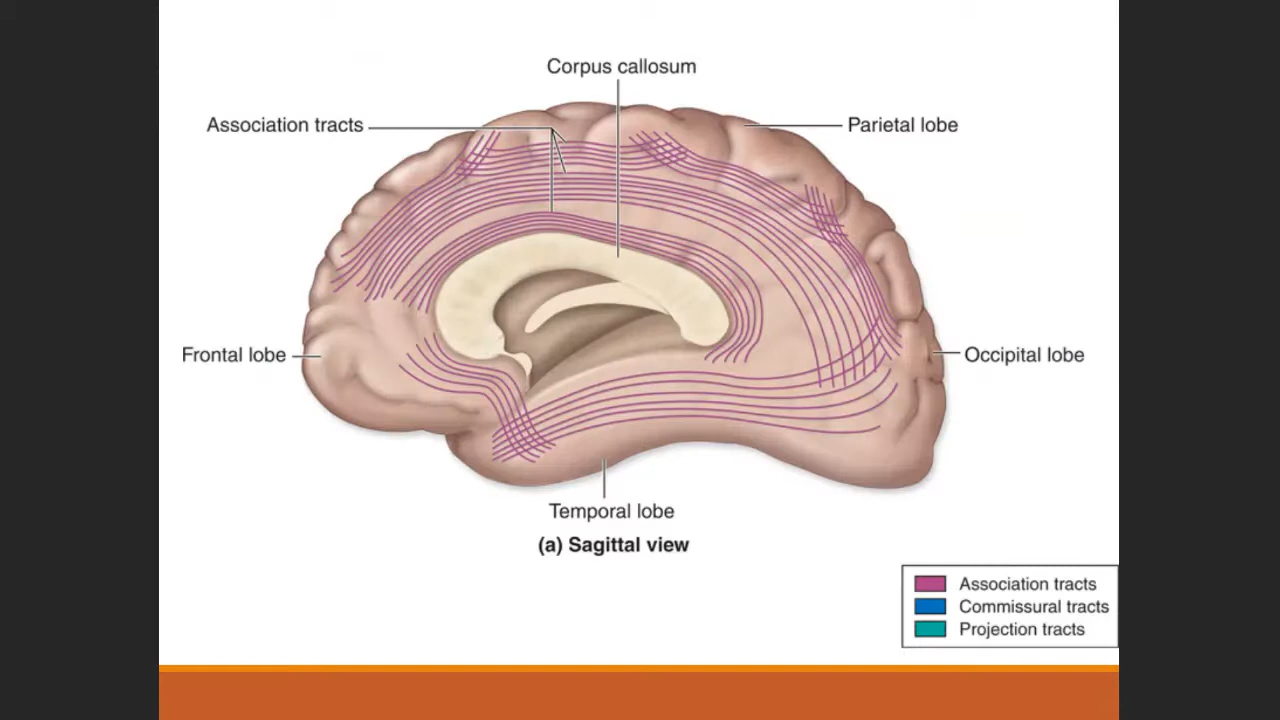 Corpus callosum
Association tracts
Parietal lobe
Frontal lobe
Occipital lobe
Temporal lobe
(a) Sagittal view
Association tracts
Commissural tracts
Projection tracts